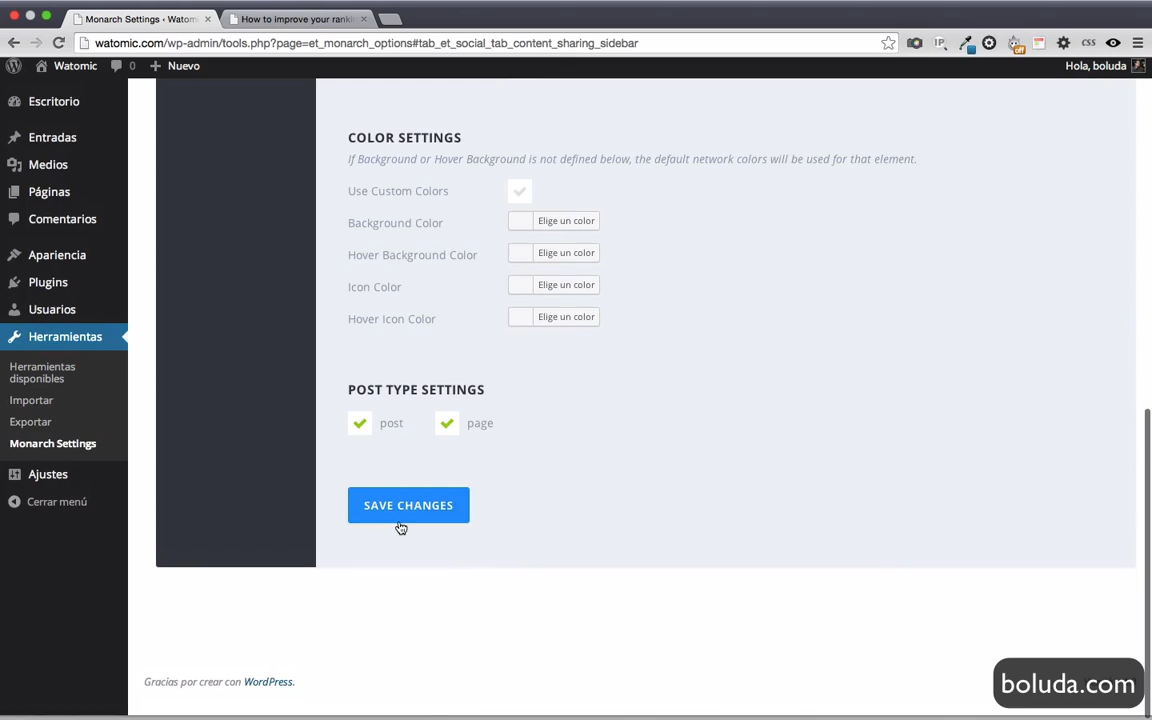 Monarch Settings ‹ Watomi
How to improve your ranki
watomic.com/wp-admin/tools.php?page=et_monarch_options#tab_et_social_tab_content_sharing_sidebar
IP
off
CSS
Watomic
0
Nuevo
Hola, boluda
Escritorio
Entradas
Medios
Páginas
Comentarios
Apariencia
Plugins
Usuarios
Herramientas
Herramientas
disponibles
Importar
Exportar
Monarch Settings
Ajustes
Cerrar menú
COLOR SETTINGS
If Background or Hover Background is not defined below, the default network colors will be used for that element.
Use Custom Colors
Background Color
Elige un color
Hover Background Color
Elige un color
Icon Color
Elige un color
Hover Icon Color
Elige un color
POST TYPE SETTINGS
post
page
SAVE CHANGES
Gracias por crear con WordPress.
boluda.com